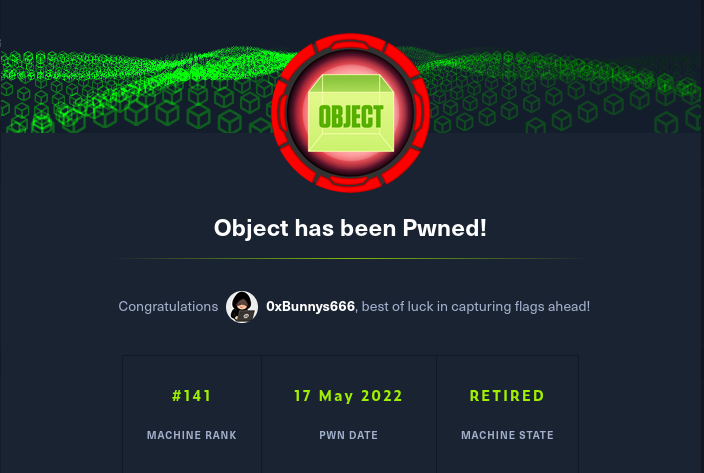 OBJECT
Object has been Pwned!
Congratulations 0xBunnys666, best of luck in capturing flags ahead!
#141 17 May 2022 RETIRED
MACHINE RANK PWN DATE MACHINE STATE